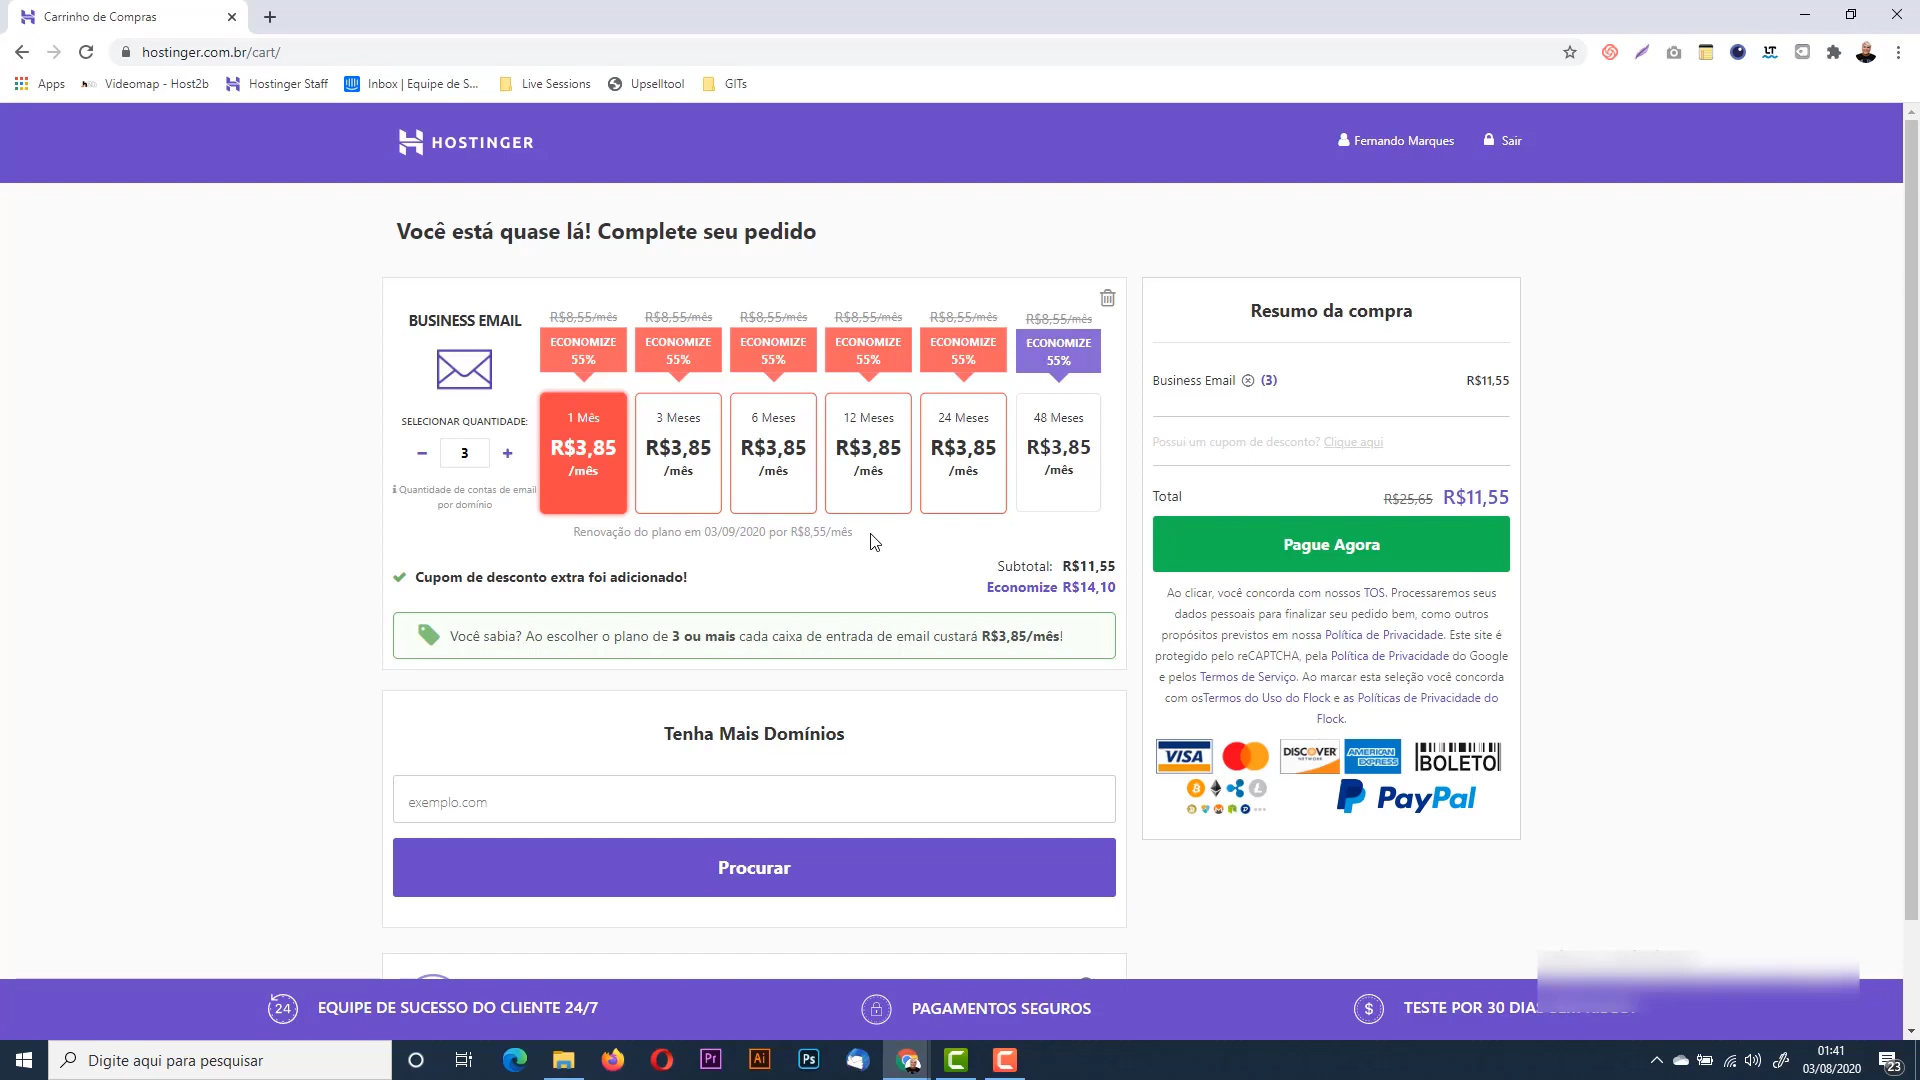 Carrinho de Compras
hostinger.com.br/cart/
Apps Videomap - Host2b Hostinger Staff Inbox | Equipe de S... Live Sessions Upselltool GITs
HOSTINGER
Fernando Marques Sair
Você está quase lá! Complete seu pedido
BUSINESS EMAIL
R$8,55/mês R$8,55/mês R$8,55/mês R$8,55/mês R$8,55/mês R$8,55/mês
ECONOMIZE 55% ECONOMIZE 55% ECONOMIZE 55% ECONOMIZE 55% ECONOMIZE 55% ECONOMIZE 55%
SELECIONAR QUANTIDADE:
− 3 +
Quantidade de contas de email
por domínio
1 Mês 3 Meses 6 Meses 12 Meses 24 Meses 48 Meses
R$3,85 R$3,85 R$3,85 R$3,85 R$3,85 R$3,85
/mês /mês /mês /mês /mês /mês
Renovação do plano em 03/09/2020 por R$8,55/mês
Cupom de desconto extra foi adicionado!
Subtotal: R$11,55
Economize R$14,10
Você sabia? Ao escolher o plano de 3 ou mais cada caixa de entrada de email custará R$3,85/mês!
Tenha Mais Domínios
exemplo.com
Procurar
Resumo da compra
Business Email (3) R$11,55
Possui um cupom de desconto? Clique aqui
Total R$25,65 R$11,55
Pague Agora
Ao clicar, você concorda com nossos TOS. Processaremos seus
dados pessoais para finalizar seu pedido bem, como outros
propósitos previstos em nossa Política de Privacidade. Este site é
protegido pelo reCAPTCHA, pela Política de Privacidade do Google
e pelos Termos de Serviço. Ao marcar esta seleção você concorda
com osTermos do Uso do Flock e as Políticas de Privacidade do
Flock.
VISA DISCOVER NETWORK AMERICAN EXPRESS BOLETO
PayPal
24 EQUIPE DE SUCESSO DO CLIENTE 24/7 PAGAMENTOS SEGUROS $ TESTE POR 30 DIAS
Digite aqui para pesquisar
Pr Ai Ps
01:41
03/08/2020
23